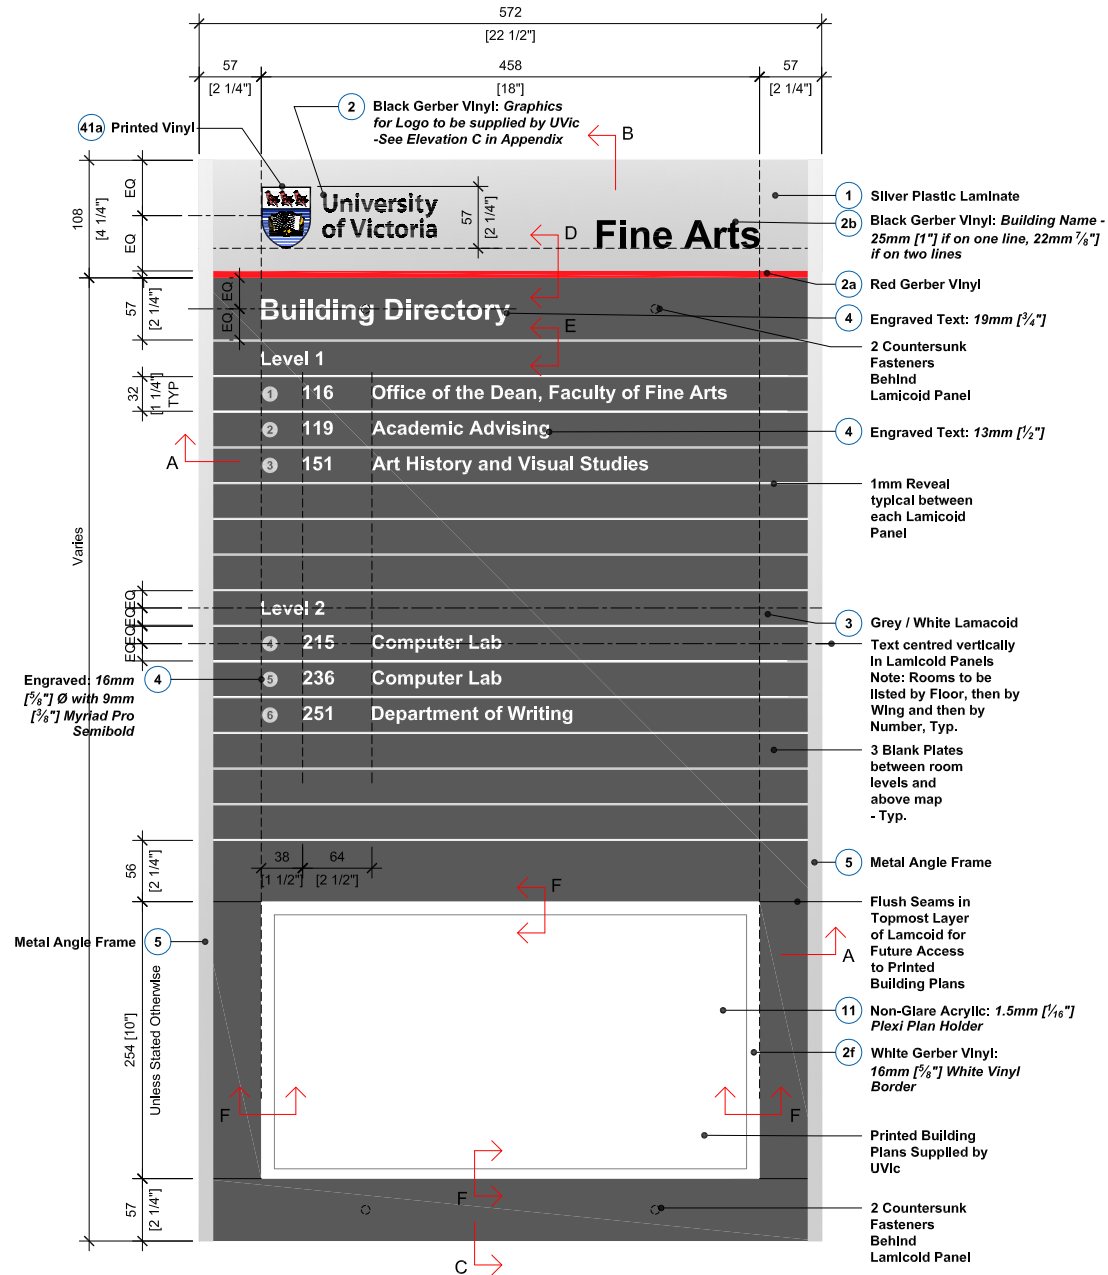 572
[22 1/2"]
57
458
57
[2 1/4"]
[18"]
[2 1/4"]
2 Black Gerber Vinyl: Graphics
for Logo to be supplied by UVic
-See Elevation C in Appendix
41a Printed Vinyl
B
EQ
EQ
108
[4 1/4"]
University
of Victoria
57
[2 1/4"]
D
Fine Arts
1 Silver Plastic Laminate
2b Black Gerber Vinyl: Building Name -
25mm [1"] if on one line, 22mm 7/8"]
if on two lines
2a Red Gerber Vinyl
57
[2 1/4"]
EQ
EQ
Building Directory
4 Engraved Text: 19mm [3/4"]
E
2 Countersunk
Fasteners
Behind
Lamicoid Panel
Level 1
32
[1 1/4"]
TYP
1 116 Office of the Dean, Faculty of Fine Arts
2 119 Academic Advising
4 Engraved Text: 13mm [1/2"]
A
3 151 Art History and Visual Studies
1mm Reveal
typical between
each Lamicoid
Panel
Varies
EQ
EQ
EQ
EQ
Level 2
3 Grey / White Lamacoid
4 215 Computer Lab
Text centred vertically
in Lamicoid Panels
Note: Rooms to be
listed by Floor, then by
Wing and then by
Number, Typ.
Engraved: 16mm 4
[5/8"] Ø with 9mm
[3/8"] Myriad Pro
Semibold
5 236 Computer Lab
6 251 Department of Writing
3 Blank Plates
between room
levels and
above map
- Typ.
56
[2 1/4"]
38
64
[1 1/2"]
[2 1/2"]
5 Metal Angle Frame
F
Flush Seams in
Topmost Layer
of Lamcoid for
Future Access
to Printed
Building Plans
Metal Angle Frame 5
A
254 [10"]
Unless Stated Otherwise
11 Non-Glare Acrylic: 1.5mm [1/16"]
Plexi Plan Holder
2f White Gerber Vinyl:
16mm [5/8"] White Vinyl
Border
F
F
Printed Building
Plans Supplied by
UVic
F
57
[2 1/4"]
2 Countersunk
Fasteners
Behind
Lamicoid Panel
C